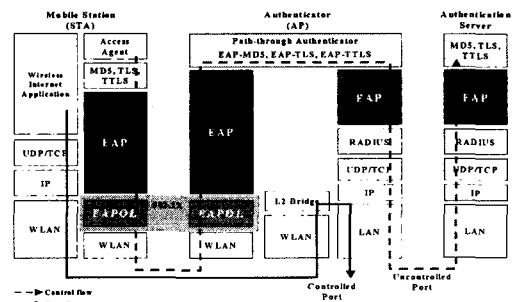 Mobile Station
(STA)
Authenticator
(AP)
Authentication
Server
Access
Agent
Path-through Authenticator
EAP-MD5, EAP-TLS, EAP-TTLS
MD5, TLS,
TTLS
Wireless
Internet
Application
MD5, TLS,
TTLS
EAP
EAP
EAP
EAP
RADIUS
RADIUS
UDP/TCP
UDP/TCP
UDP/TCP
IP
IP
IP
EAPOL
EAPOL
L2 Bridge
WLAN
WLAN
WLAN
WLAN
LAN
LAN
Control flow
Controlled
Port
Uncontrolled
Port